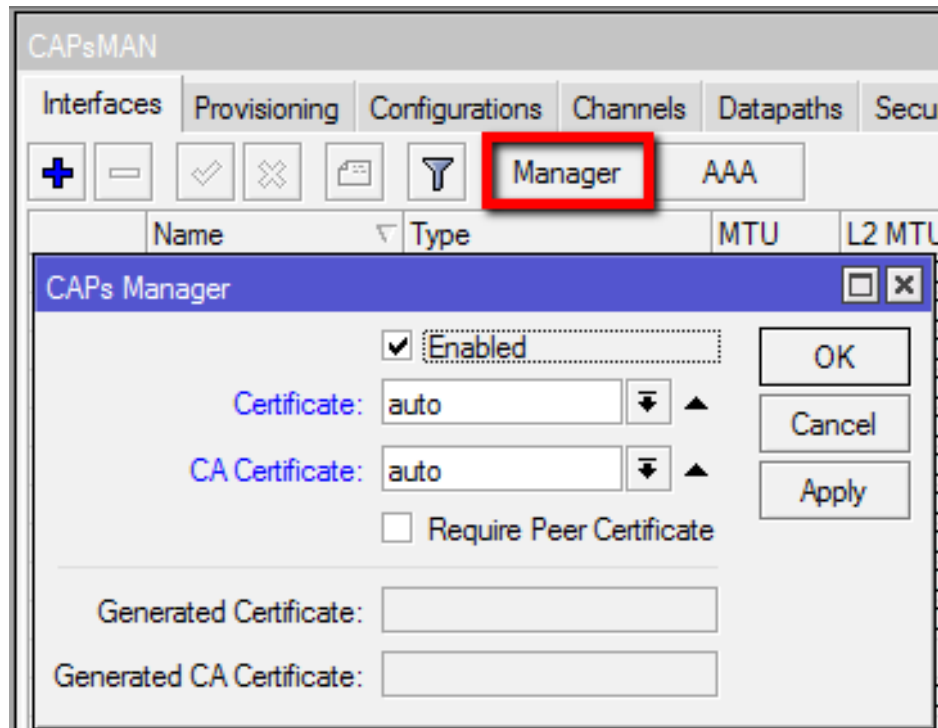 CAPsMAN
Interfaces Provisioning Configurations Channels Datapaths Secu
Manager AAA
Name Type MTU L2 MTU
CAPs Manager
Enabled OK
Certificate: auto Cancel
CA Certificate: auto Apply
Require Peer Certificate
Generated Certificate:
Generated CA Certificate: